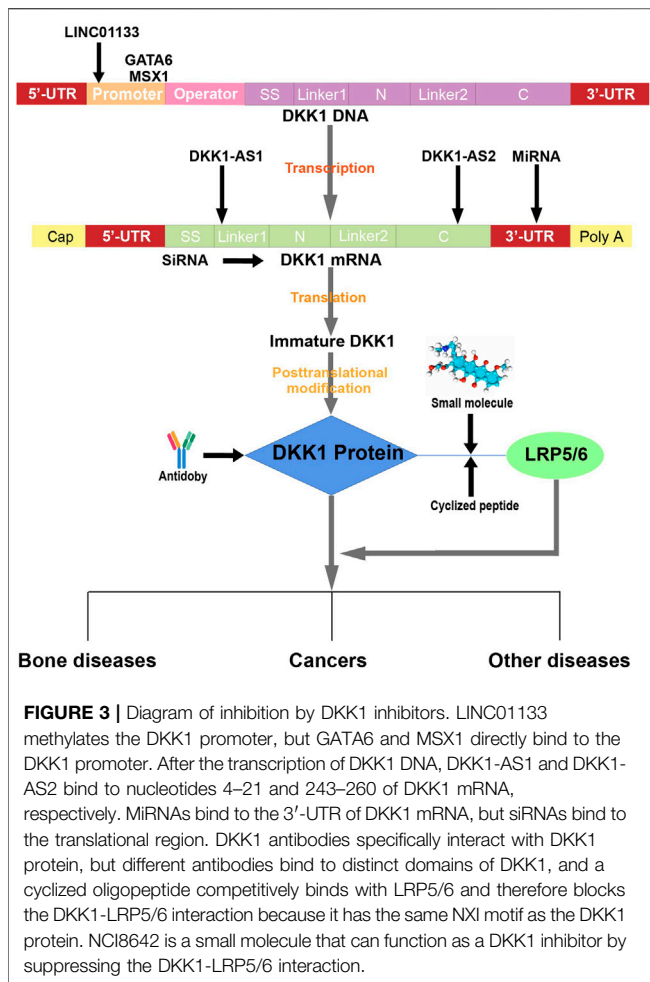 LINC01133
GATA6
MSX1
5'-UTR Promoter Operator SS Linker1 N Linker2 C 3'-UTR
DKK1 DNA
DKK1-AS1 Transcription DKK1-AS2 MiRNA
Cap 5'-UTR SS Linker1 N Linker2 C 3'-UTR Poly A
SiRNA DKK1 mRNA
Translation
Immature DKK1
Posttranslational
modification
Small molecule
DKK1 Protein LRP5/6
Antidoby
Cyclized peptide
Bone diseases Cancers Other diseases
FIGURE 3 | Diagram of inhibition by DKK1 inhibitors. LINC01133
methylates the DKK1 promoter, but GATA6 and MSX1 directly bind to the
DKK1 promoter. After the transcription of DKK1 DNA, DKK1-AS1 and DKK1-
AS2 bind to nucleotides 4–21 and 243–260 of DKK1 mRNA,
respectively. MiRNAs bind to the 3′-UTR of DKK1 mRNA, but siRNAs bind to
the translational region. DKK1 antibodies specifically interact with DKK1
protein, but different antibodies bind to distinct domains of DKK1, and a
cyclized oligopeptide competitively binds with LRP5/6 and therefore blocks
the DKK1-LRP5/6 interaction because it has the same NXI motif as the DKK1
protein. NCI8642 is a small molecule that can function as a DKK1 inhibitor by
suppressing the DKK1-LRP5/6 interaction.